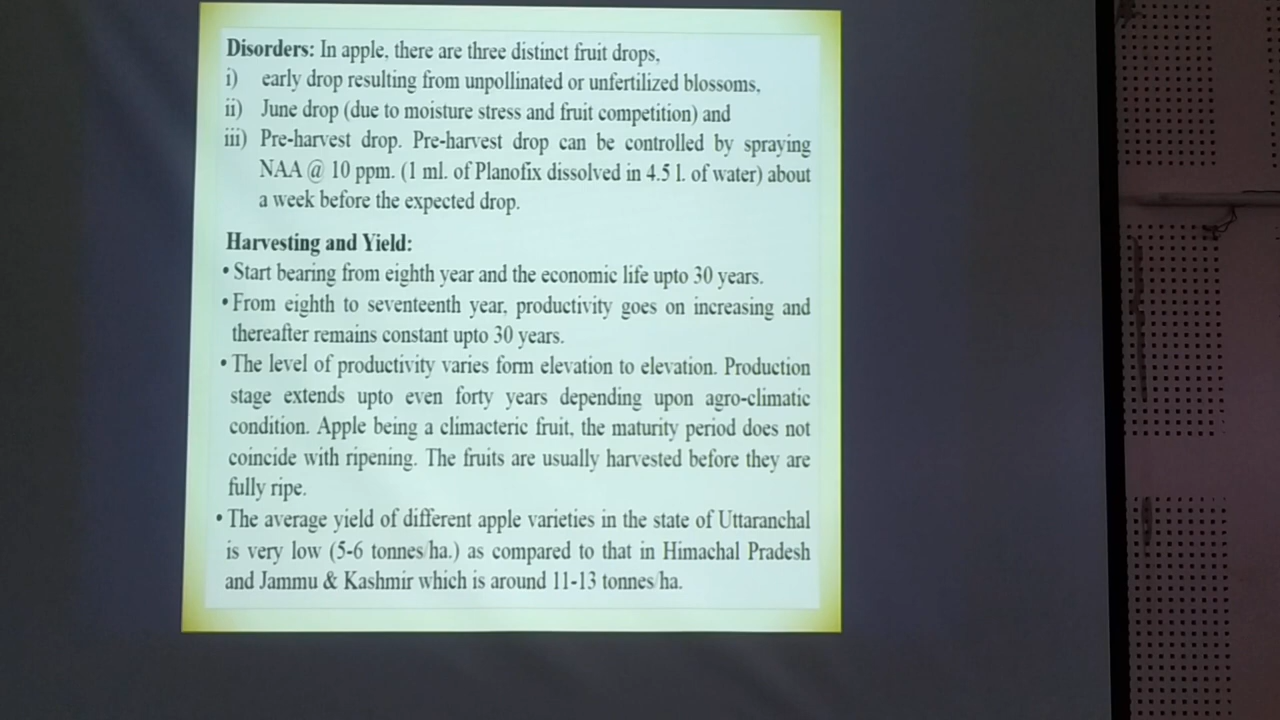 Disorders: In apple, there are three distinct fruit drops,
i) early drop resulting from unpollinated or unfertilized blossoms,
ii) June drop (due to moisture stress and fruit competition) and
iii) Pre-harvest drop. Pre-harvest drop can be controlled by spraying
NAA @ 10 ppm. (1 ml. of Planofix dissolved in 4.5 l. of water) about
a week before the expected drop.
Harvesting and Yield:
• Start bearing from eighth year and the economic life upto 30 years.
• From eighth to seventeenth year, productivity goes on increasing and
thereafter remains constant upto 30 years.
• The level of productivity varies form elevation to elevation. Production
stage extends upto even forty years depending upon agro-climatic
condition. Apple being a climacteric fruit, the maturity period does not
coincide with ripening. The fruits are usually harvested before they are
fully ripe.
• The average yield of different apple varieties in the state of Uttaranchal
is very low (5-6 tonnes/ha.) as compared to that in Himachal Pradesh
and Jammu & Kashmir which is around 11-13 tonnes/ha.